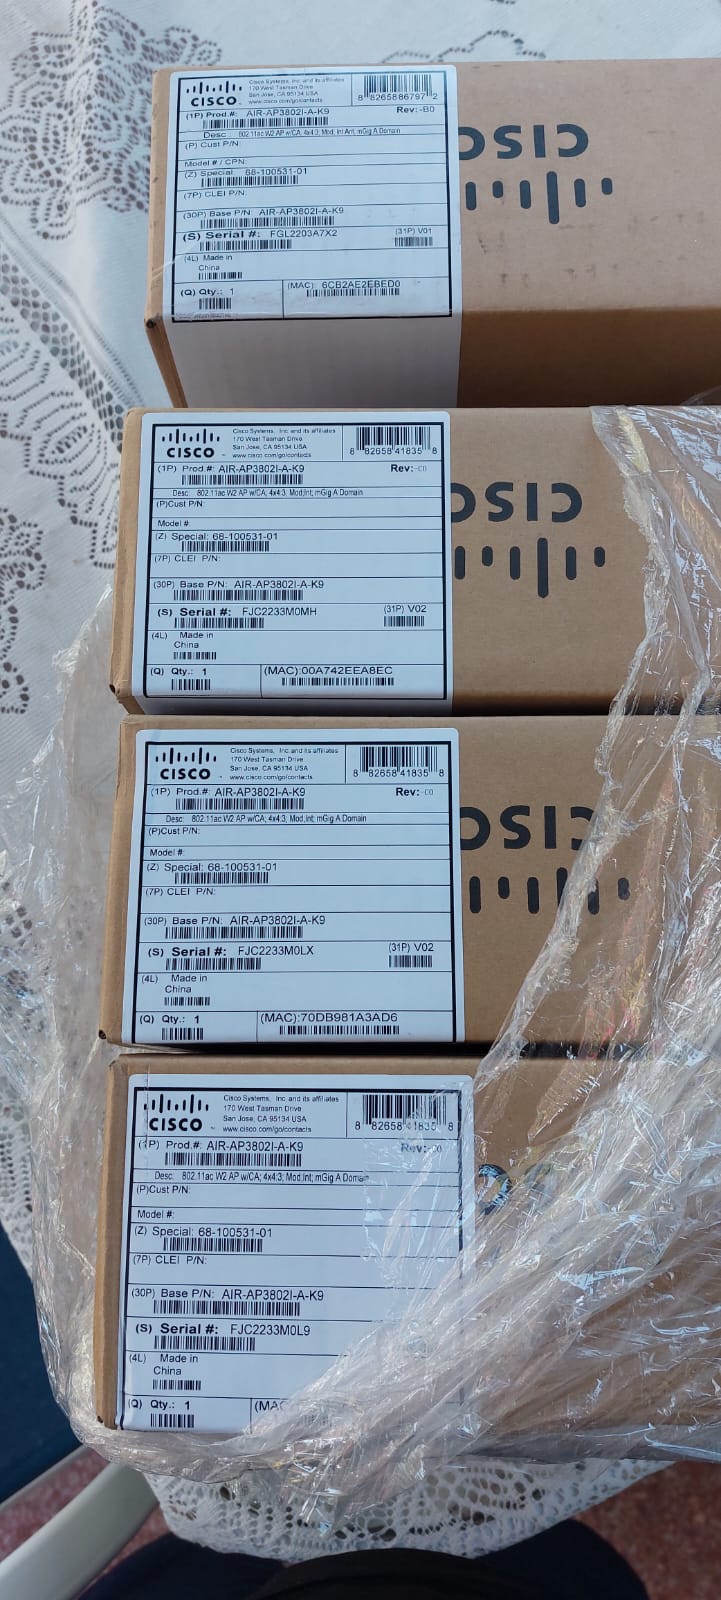 CISCO
Cisco Systems, Inc. and its affiliates
170 West Tasman Drive
San Jose, CA 95134 USA
www.cisco.com/go/contacts
8 82658 86797 2
(1P) Prod.#: AIR-AP3802I-A-K9
Rev:-B0
Desc.: 802.11ac W2 AP w/CA; 4x4:3; Mod; Int Ant; mGig A Domain
(P) Cust P/N:
Model # / CPN:
(Z) Special: 68-100531-01
(7P) CLEI P/N:
(30P) Base P/N: AIR-AP3802I-A-K9
(S) Serial #: FGL2203A7X2
(31P) V01
(4L) Made in
China
(Q) Qty.: 1
(MAC): 6CB2AE2EBED0
CISCO
CISCO
Cisco Systems, Inc. and its affiliates
170 West Tasman Drive
San Jose, CA 95134 USA
www.cisco.com/go/contacts
8 82658 41835 8
(1P) Prod.#: AIR-AP3802I-A-K9
Rev:-C0
Desc: 802.11ac W2 AP w/CA; 4x4:3; Mod;Int; mGig A Domain
(P)Cust P/N:
Model #:
(Z) Special: 68-100531-01
(7P) CLEI P/N:
(30P) Base P/N: AIR-AP3802I-A-K9
(S) Serial #: FJC2233M0MH
(31P) V02
(4L) Made in
China
(Q) Qty.: 1
(MAC):00A742EEA8EC
CISCO
CISCO
Cisco Systems, Inc. and its affiliates
170 West Tasman Drive
San Jose, CA 95134 USA
www.cisco.com/go/contacts
8 82658 41835 8
(1P) Prod.#: AIR-AP3802I-A-K9
Rev:-C0
Desc: 802.11ac W2 AP w/CA; 4x4:3; Mod;Int; mGig A Domain
(P)Cust P/N:
Model #:
(Z) Special: 68-100531-01
(7P) CLEI P/N:
(30P) Base P/N: AIR-AP3802I-A-K9
(S) Serial #: FJC2233M0LX
(31P) V02
(4L) Made in
China
(Q) Qty.: 1
(MAC):70DB981A3AD6
CISCO
CISCO
Cisco Systems, Inc. and its affiliates
170 West Tasman Drive
San Jose, CA 95134 USA
www.cisco.com/go/contacts
8 82658 41835 8
(1P) Prod.#: AIR-AP3802I-A-K9
Rev:-C0
Desc: 802.11ac W2 AP w/CA; 4x4:3; Mod;Int; mGig A Domain
(P)Cust P/N:
Model #:
(Z) Special: 68-100531-01
(7P) CLEI P/N:
(30P) Base P/N: AIR-AP3802I-A-K9
(S) Serial #: FJC2233M0L9
(4L) Made in
China
(Q) Qty.: 1
(MAC)